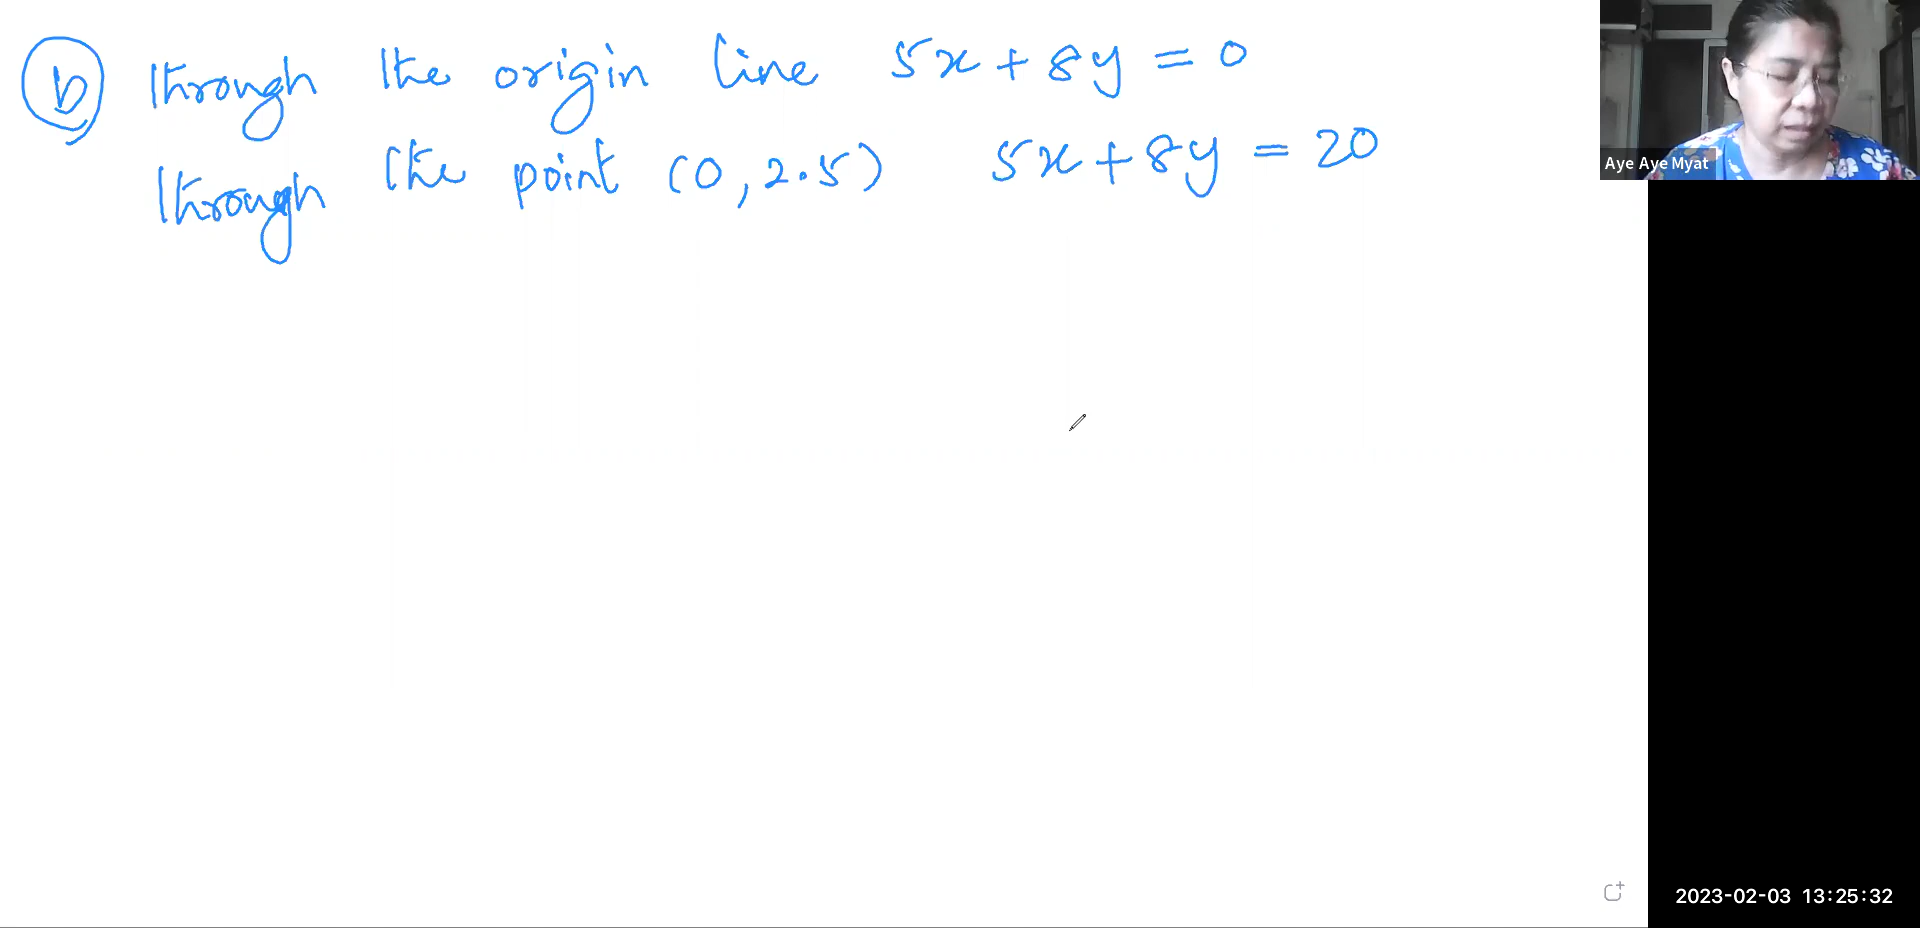 b through the origin line 5x + 8y = 0
through the point (0, 2.5) 5x + 8y = 20
Aye Aye Myat
2023-02-03 13:25:32